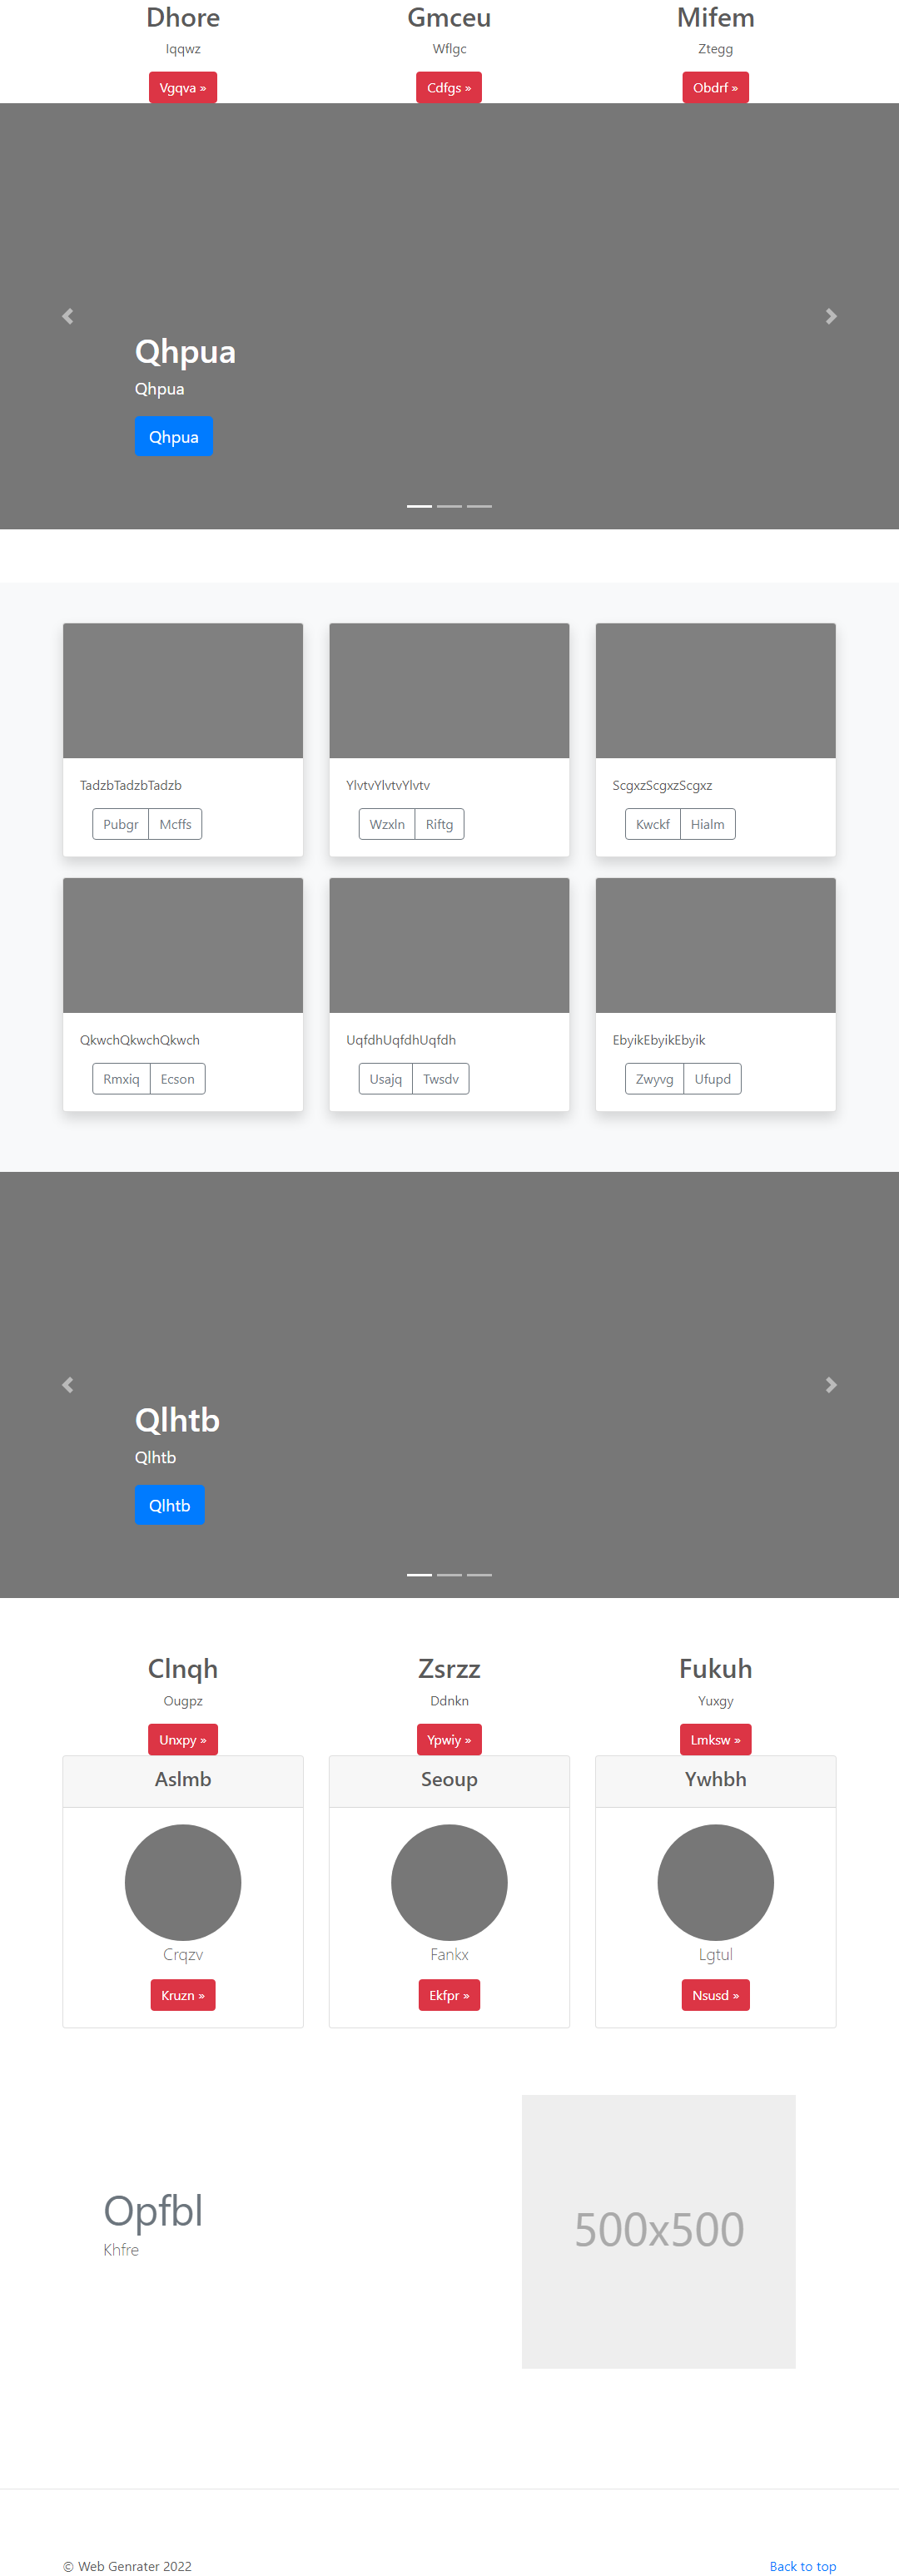 Dhore Gmceu Mifem
Iqqwz Wflgc Ztegg
Vgqva » Cdfgs » Obdrf »
Qhpua
Qhpua
Qhpua
TadzbTadzbTadzb YlvtvYlvtvYlvtv ScgxzScgxzScgxz
Pubgr Mcffs Wzxln Riftg Kwckf Hialm
QkwchQkwchQkwch UqfdhUqfdhUqfdh EbyikEbyikEbyik
Rmxiq Ecson Usajq Twsdv Zwyvg Ufupd
Qlhtb
Qlhtb
Qlhtb
Clnqh Zsrzz Fukuh
Ougpz Ddnkn Yuxgy
Unxpy » Ypwiy » Lmksw »
Aslmb Seoup Ywhbh
Crqzv Fankx Lgtul
Kruzn » Ekfpr » Nsusd »
Opfbl
Khfre
500x500
© Web Genrater 2022 Back to top